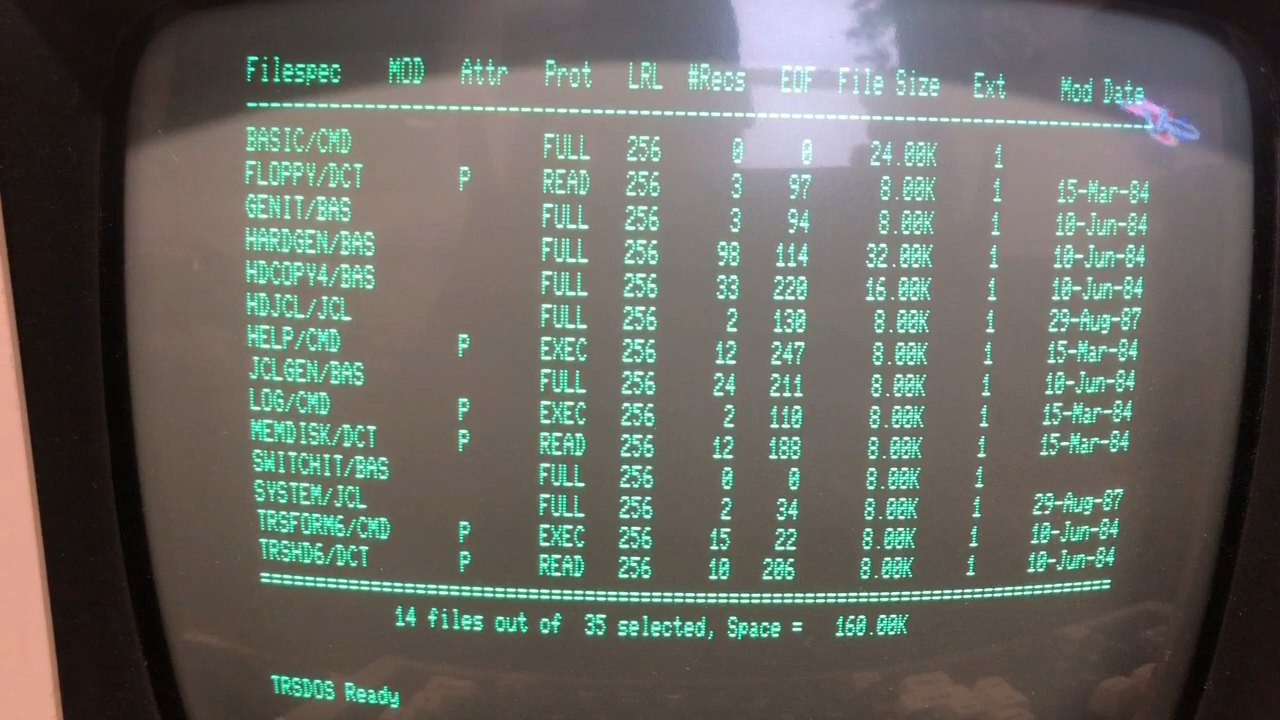 Filespec MOD Attr Prot LRL #Recs EOF File Size Ext Mod Date
BASIC/CMD FULL 256 0 0 24.00K 1
FLOPPY/DCT P READ 256 3 97 8.00K 1 15-Mar-84
GENIT/BAS FULL 256 3 94 8.00K 1 10-Jun-84
HARDGEN/BAS FULL 256 98 114 32.00K 1 10-Jun-84
HDCOPY4/BAS FULL 256 33 220 16.00K 1 10-Jun-84
HDJCL/JCL FULL 256 2 130 8.00K 1 29-Aug-87
HELP/CMD P EXEC 256 12 247 8.00K 1 15-Mar-84
JCLGEN/BAS FULL 256 24 211 8.00K 1 10-Jun-84
LOG/CMD P EXEC 256 2 110 8.00K 1 15-Mar-84
MEMDISK/DCT P READ 256 12 188 8.00K 1 15-Mar-84
SWITCHIT/BAS FULL 256 0 0 8.00K 1
SYSTEM/JCL FULL 256 2 34 8.00K 1 29-Aug-87
TRSFORM6/CMD P EXEC 256 15 22 8.00K 1 10-Jun-84
TRSHD6/DCT P READ 256 10 206 8.00K 1 10-Jun-84
14 files out of 35 selected, Space = 160.00K
TRSDOS Ready